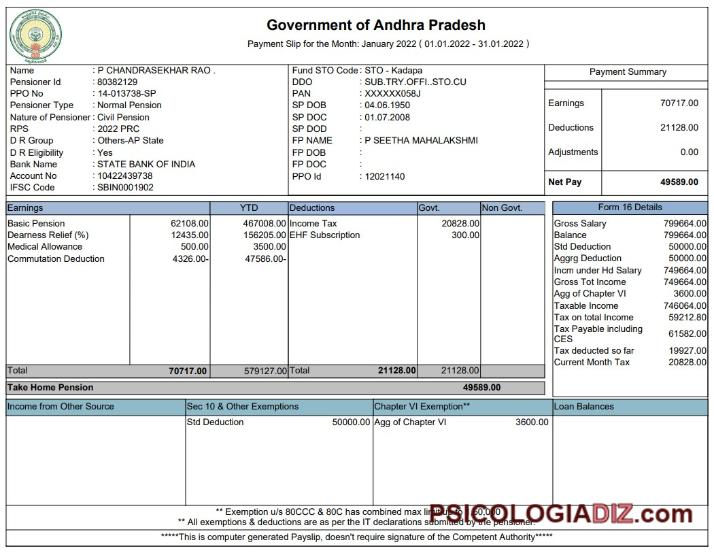 Government of Andhra Pradesh
Payment Slip for the Month: January 2022 ( 01.01.2022 - 31.01.2022 )
Name : P CHANDRASEKHAR RAO .
Pensioner Id : 80382129
PPO No : 14-013738-SP
Pensioner Type : Normal Pension
Nature of Pensioner : Civil Pension
RPS : 2022 PRC
D R Group : Others-AP State
D R Eligibility : Yes
Bank Name : STATE BANK OF INDIA
Account No : 10422439738
IFSC Code : SBIN0001902
Fund STO Code : STO - Kadapa
DDO : SUB.TRY.OFFI..STO.CU
PAN : XXXXXX058J
SP DOB : 04.06.1950
SP DOC : 01.07.2008
SP DOD :
FP NAME : P SEETHA MAHALAKSHMI
FP DOB :
FP DOC :
PPO Id : 12021140
Payment Summary
Earnings 70717.00
Deductions 21128.00
Adjustments 0.00
Net Pay 49589.00
Earnings YTD Deductions Govt. Non Govt.
Basic Pension 62108.00 467008.00 Income Tax 20828.00
Dearness Relief (%) 12435.00 156205.00 EHF Subscription 300.00
Medical Allowance 500.00 3500.00
Commutation Deduction 4326.00- 47586.00-
Total 70717.00 579127.00 Total 21128.00 21128.00
Take Home Pension 49589.00
Form 16 Details
Gross Salary 799664.00
Balance 799664.00
Std Deduction 50000.00
Aggrg Deduction 50000.00
Incm under Hd Salary 749664.00
Gross Tot Income 749664.00
Agg of Chapter VI 3600.00
Taxable Income 746064.00
Tax on total Income 59212.80
Tax Payable including
CES 61582.00
Tax deducted so far 19927.00
Current Month Tax 20828.00
Income from Other Source Sec 10 & Other Exemptions Chapter VI Exemption** Loan Balances
Std Deduction 50000.00 Agg of Chapter VI 3600.00
** Exemption u/s 80CCC & 80C has combined max
** All exemptions & deductions are as per the IT declarations submitted by the pensioner.
PSICOLOGIADIZ.com
*****This is computer generated Payslip, doesn't require signature of the Competent Authority*****